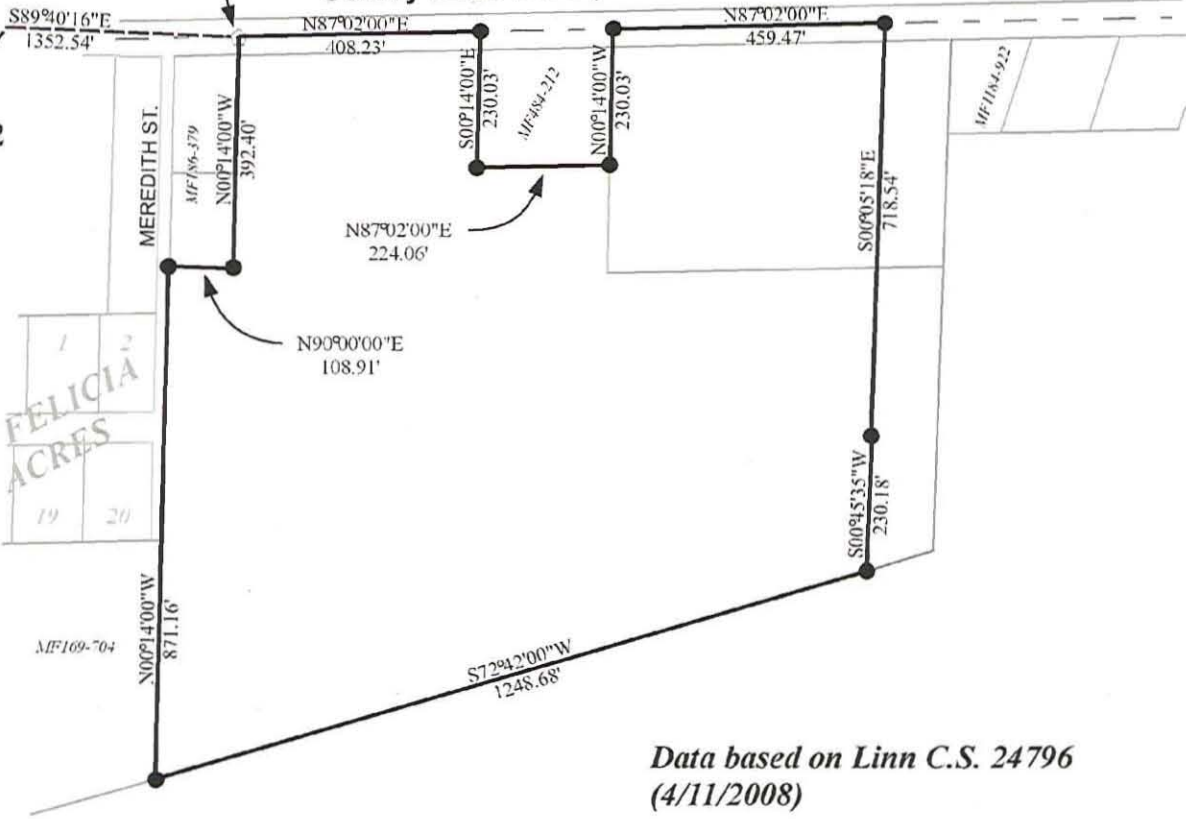 S89°40'16"E
1352.54'
N87°02'00"E
408.23'
N87°02'00"E
459.47'
MEREDITH ST.
MF186-379
N00°14'00"W
392.40'
S00°14'00"E
230.03'
MF484-212
N00°14'00"W
230.03'
MF1184-922
S00°05'18"E
718.54'
N87°02'00"E
224.06'
N90°00'00"E
108.91'
1
2
FELICIA
ACRES
19
20
S00°45'35"W
230.18'
MF169-704
N00°14'00"W
871.16'
S72°42'00"W
1248.68'
Data based on Linn C.S. 24796
(4/11/2008)